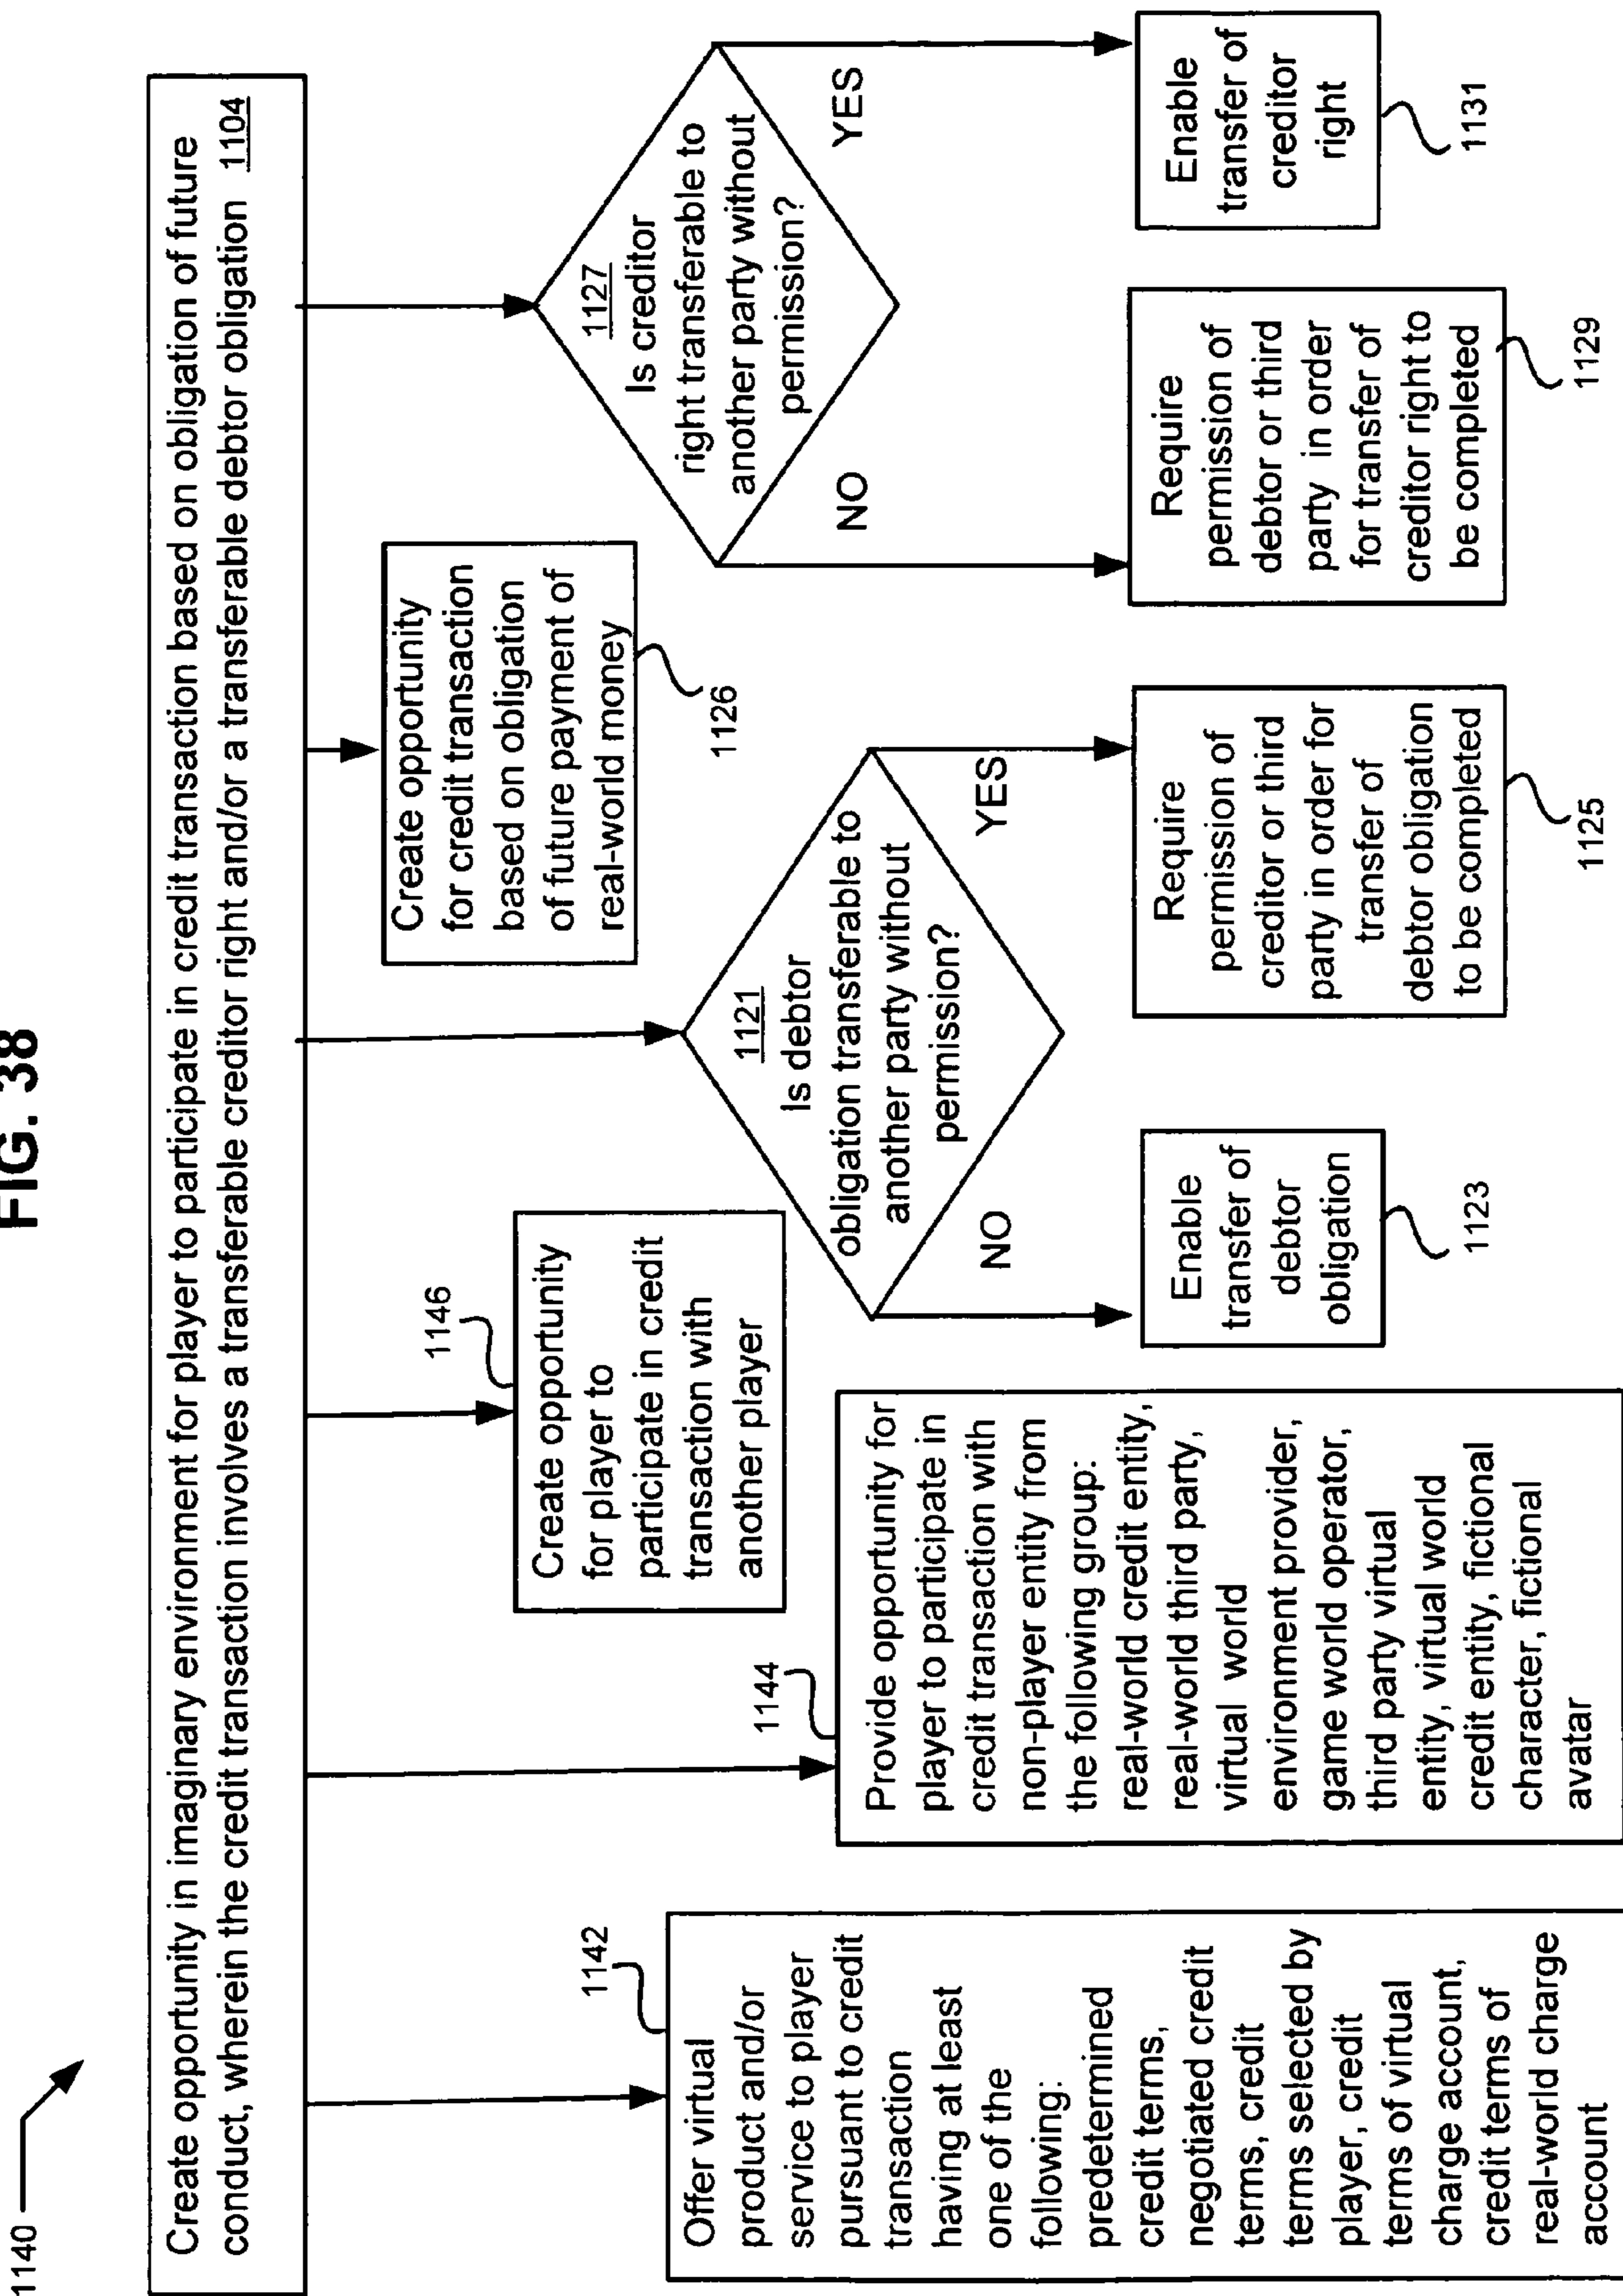 FIG. 38
1140
Create opportunity in imaginary environment for player to participate in credit transaction based on obligation of future
conduct, wherein the credit transaction involves a transferable creditor right and/or a transferable debtor obligation 1104
1142
Offer virtual
product and/or
service to player
pursuant to credit
transaction
having at least
one of the
following:
predetermined
credit terms,
negotiated credit
terms, credit
terms selected by
player, credit
terms of virtual
charge account,
credit terms of
real-world charge
account
1144
Provide opportunity for
player to participate in
credit transaction with
non-player entity from
the following group:
real-world credit entity,
real-world third party,
virtual world
environment provider,
game world operator,
third party virtual
entity, virtual world
credit entity, fictional
character, fictional
avatar
1146
Create opportunity
for player to
participate in credit
transaction with
another player
1121
Is debtor
obligation transferable to
another party without
permission?
NO
YES
Enable
transfer of
debtor
obligation
1123
Require
permission of
creditor or third
party in order for
transfer of
debtor obligation
to be completed
1125
Create opportunity
for credit transaction
based on obligation
of future payment of
real-world money
1126
1127
Is creditor
right transferable to
another party without
permission?
NO
YES
Require
permission of
debtor or third
party in order
for transfer of
creditor right to
be completed
1129
Enable
transfer of
creditor
right
1131